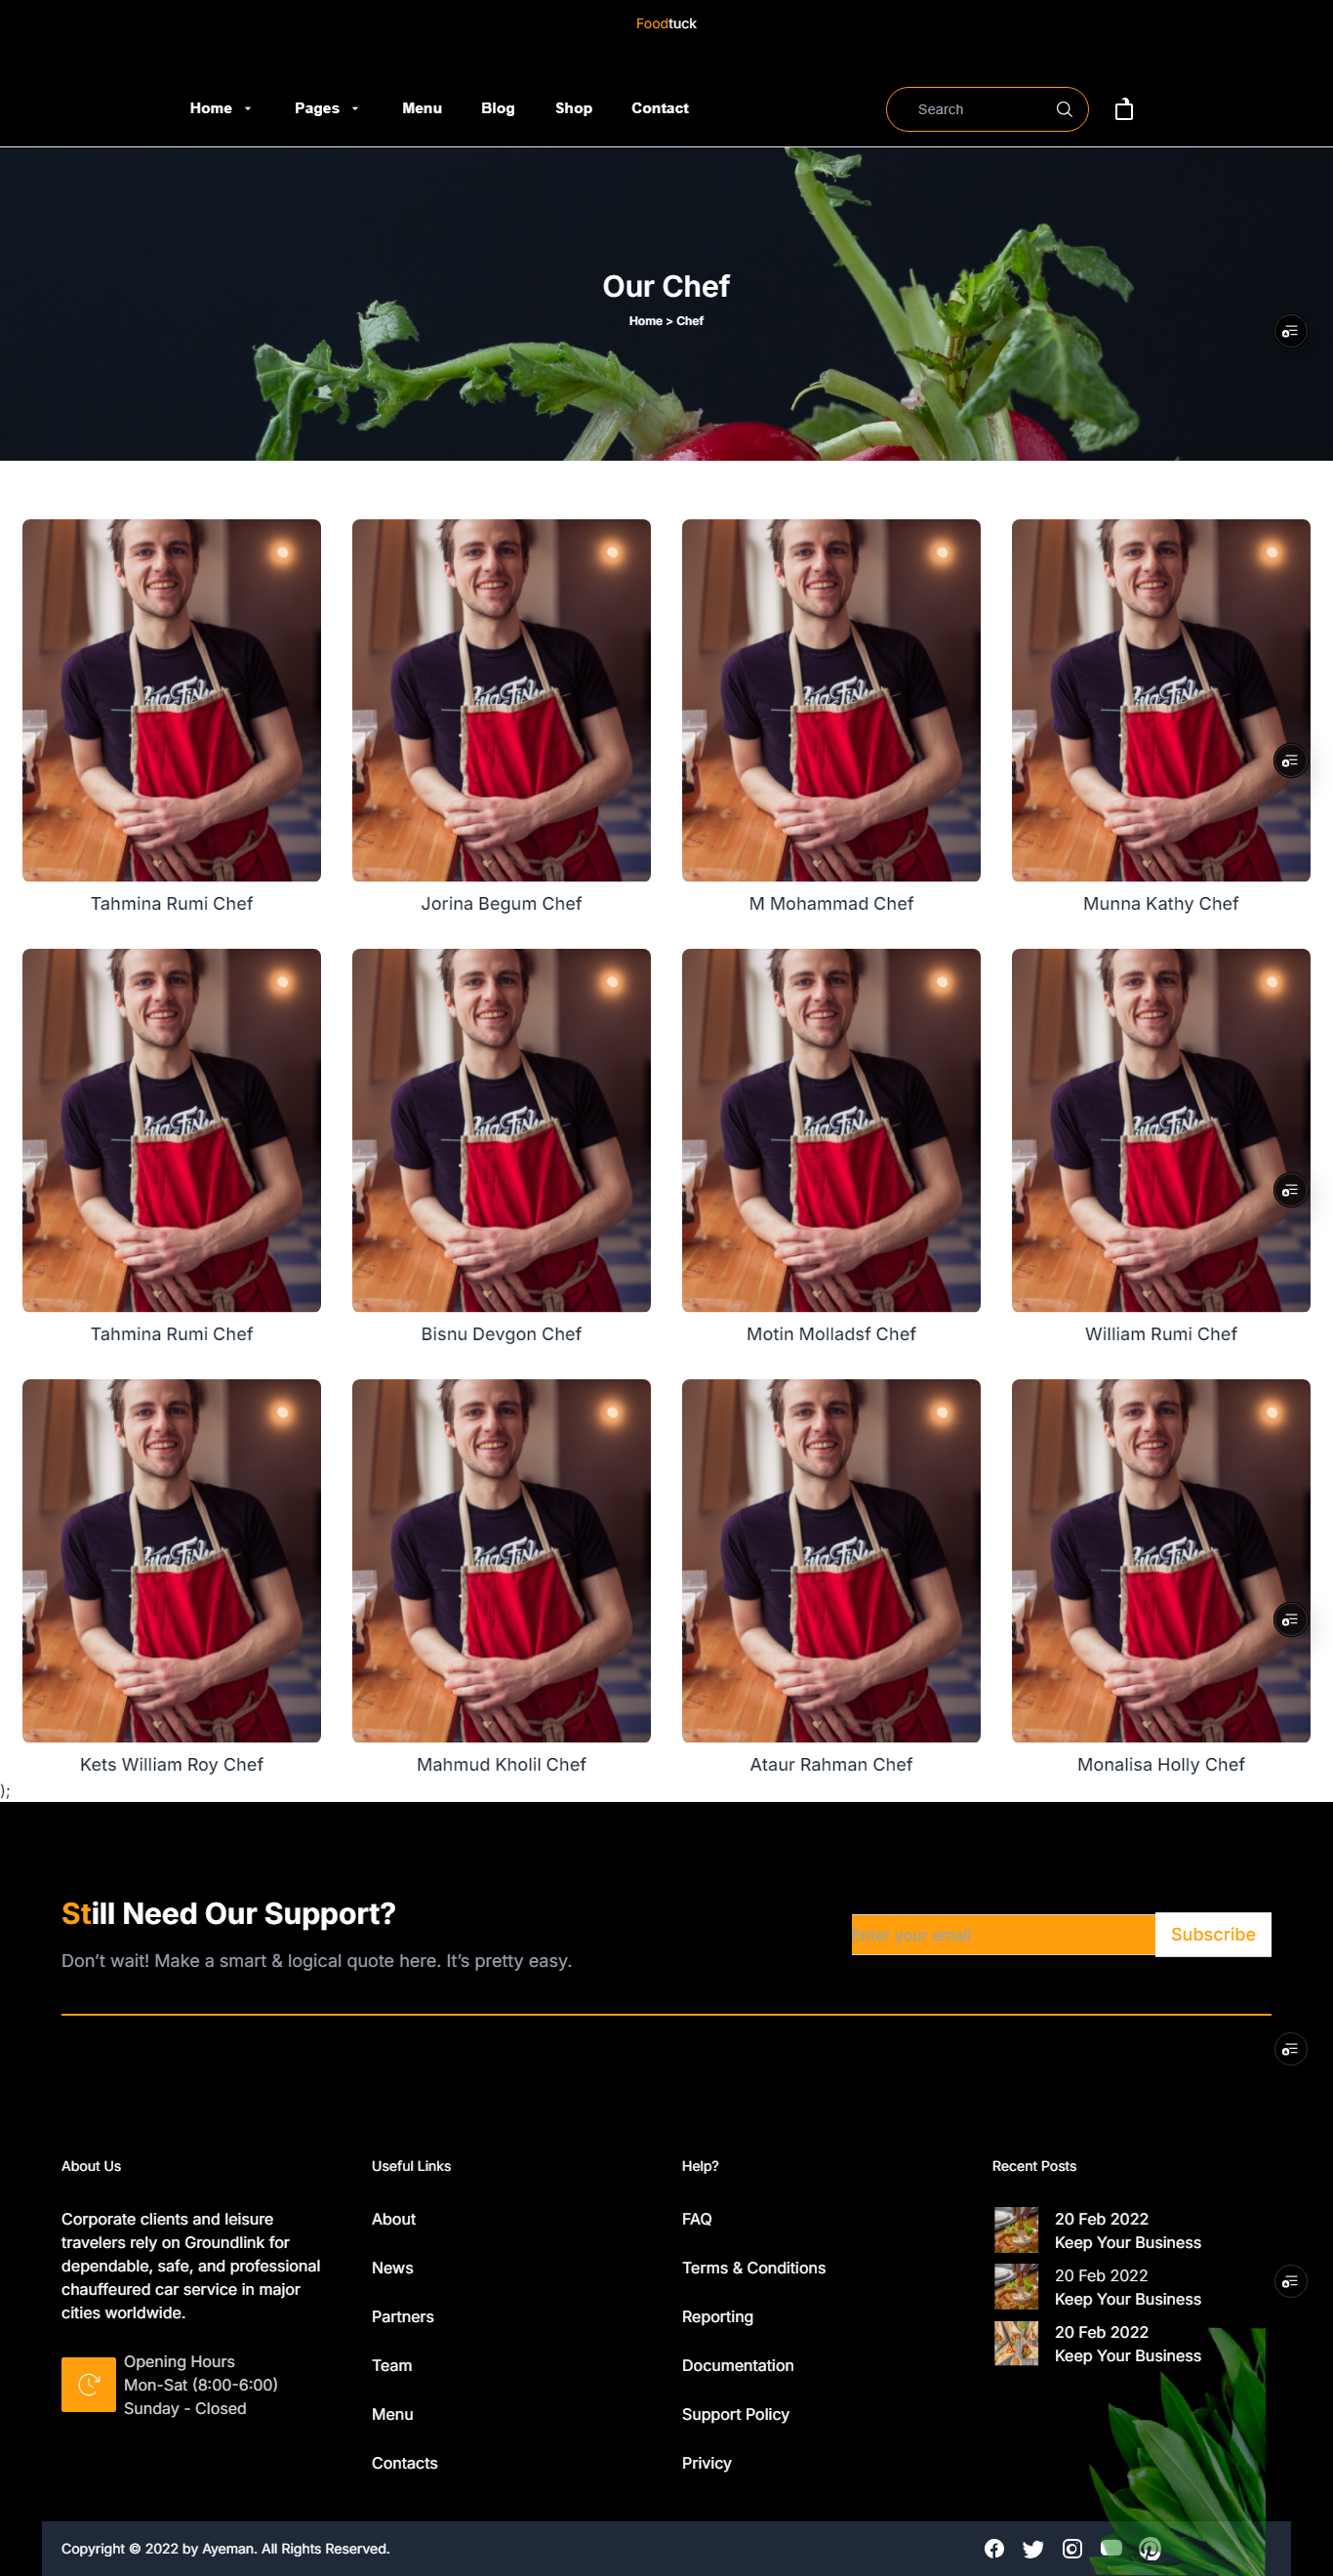 Foodtuck
Home
Pages
Menu
Blog
Shop
Contact
Search
Our Chef
Home > Chef
Tahmina Rumi Chef
Jorina Begum Chef
M Mohammad Chef
Munna Kathy Chef
Tahmina Rumi Chef
Bisnu Devgon Chef
Motin Molladsf Chef
William Rumi Chef
Kets William Roy Chef
Mahmud Kholil Chef
Ataur Rahman Chef
Monalisa Holly Chef
);
Still Need Our Support?
Don’t wait! Make a smart & logical quote here. It’s pretty easy.
Enter your email
Subscribe
About Us
Corporate clients and leisure
travelers rely on Groundlink for
dependable, safe, and professional
chauffeured car service in major
cities worldwide.
Opening Hours
Mon-Sat (8:00-6:00)
Sunday - Closed
Useful Links
About
News
Partners
Team
Menu
Contacts
Help?
FAQ
Terms & Conditions
Reporting
Documentation
Support Policy
Privicy
Recent Posts
20 Feb 2022
Keep Your Business
20 Feb 2022
Keep Your Business
20 Feb 2022
Keep Your Business
Copyright © 2022 by Ayeman. All Rights Reserved.